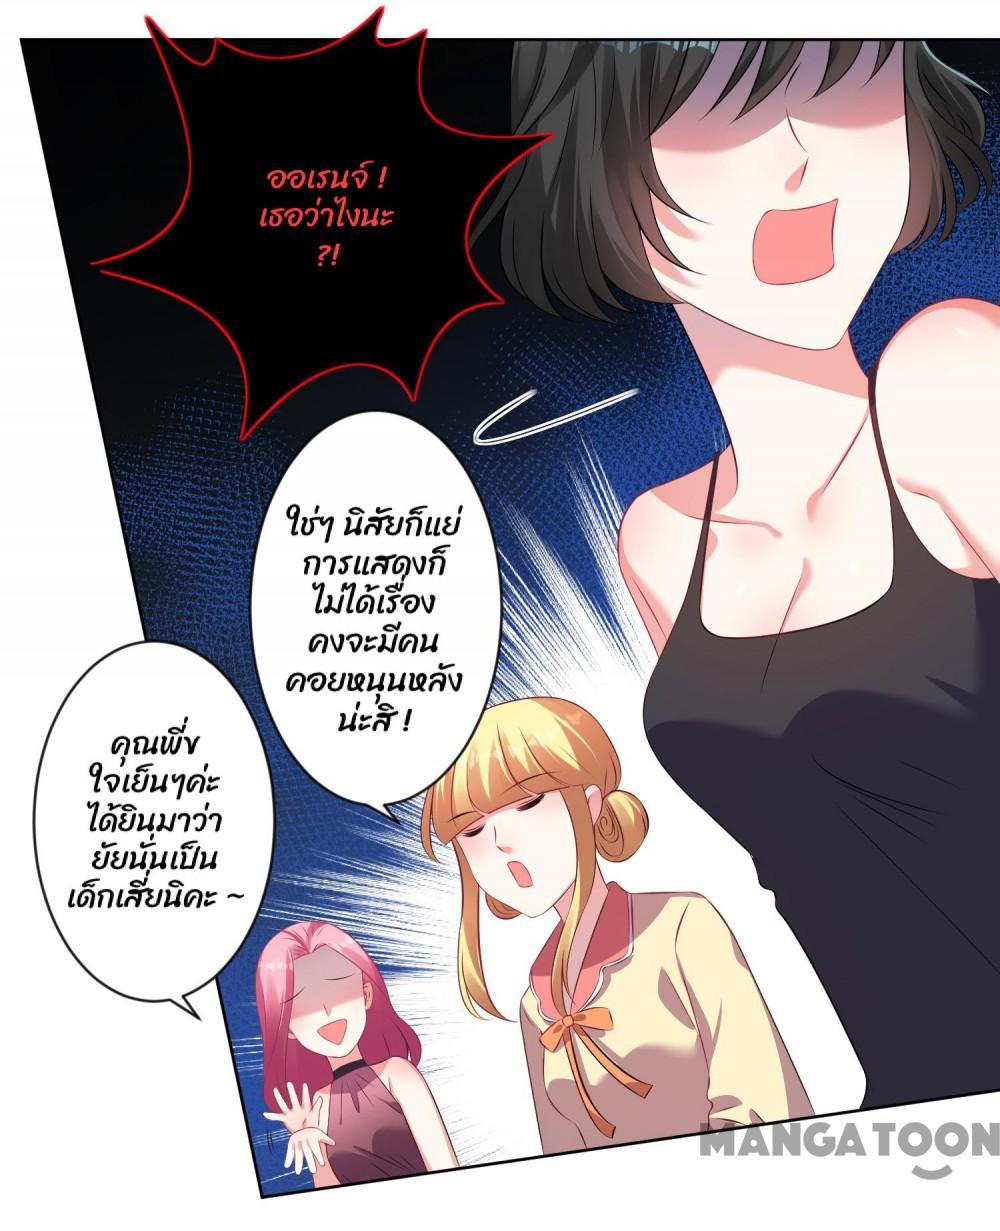 ออเรนจ์ !
เธอว่าไงนะ
?!
ใช่ๆ นิสัยก็แย่
การแสดงก็
ไม่ได้เรื่อง
คงจะมีคน
คอยหนุนหลัง
น่ะสิ !
คุณพี่ข
ใจเย็นๆค่ะ
ได้ยินมาว่า
ยัยนั่นเป็น
เด็กเสี่ยนิคะ ~
MANGATOON